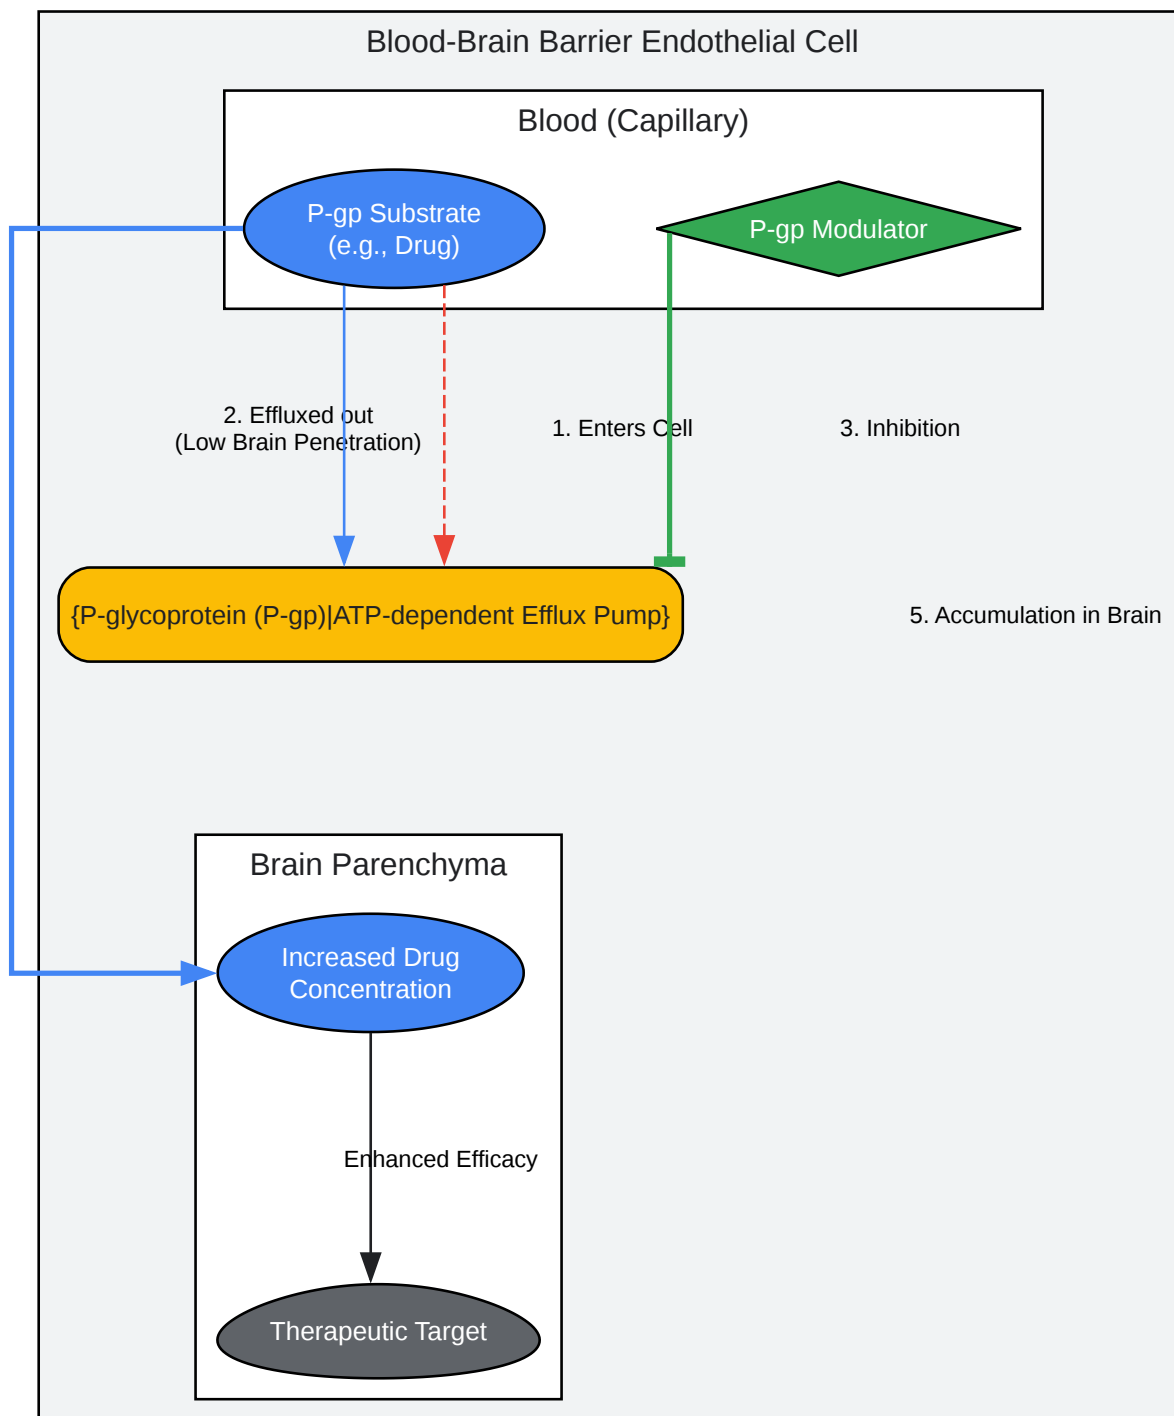 Blood-Brain Barrier Endothelial Cell
Blood (Capillary)
P-gp Substrate
(e.g., Drug)
P-gp Modulator
2. Effluxed out
(Low Brain Penetration)
1. Enters Cell
3. Inhibition
{P-glycoprotein (P-gp)|ATP-dependent Efflux Pump}
5. Accumulation in Brain
Brain Parenchyma
Increased Drug
Concentration
Enhanced Efficacy
Therapeutic Target